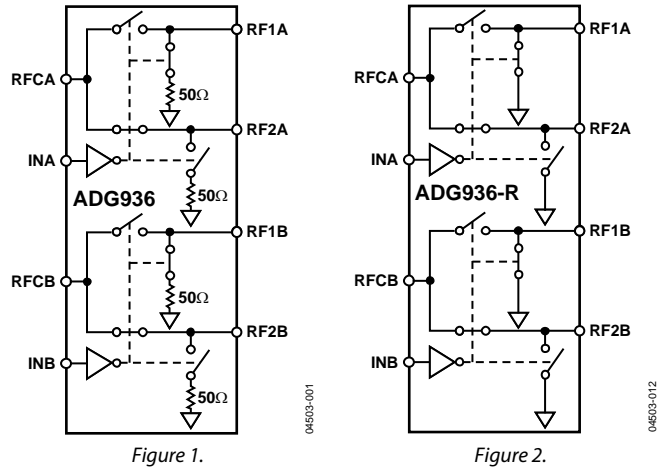 RF1A
RFCA
50Ω
RF2A
INA
50Ω
ADG936
RF1B
RFCB
50Ω
RF2B
INB
50Ω
04503-001
Figure 1.
RF1A
RFCA
RF2A
INA
ADG936-R
RF1B
RFCB
RF2B
INB
04503-012
Figure 2.